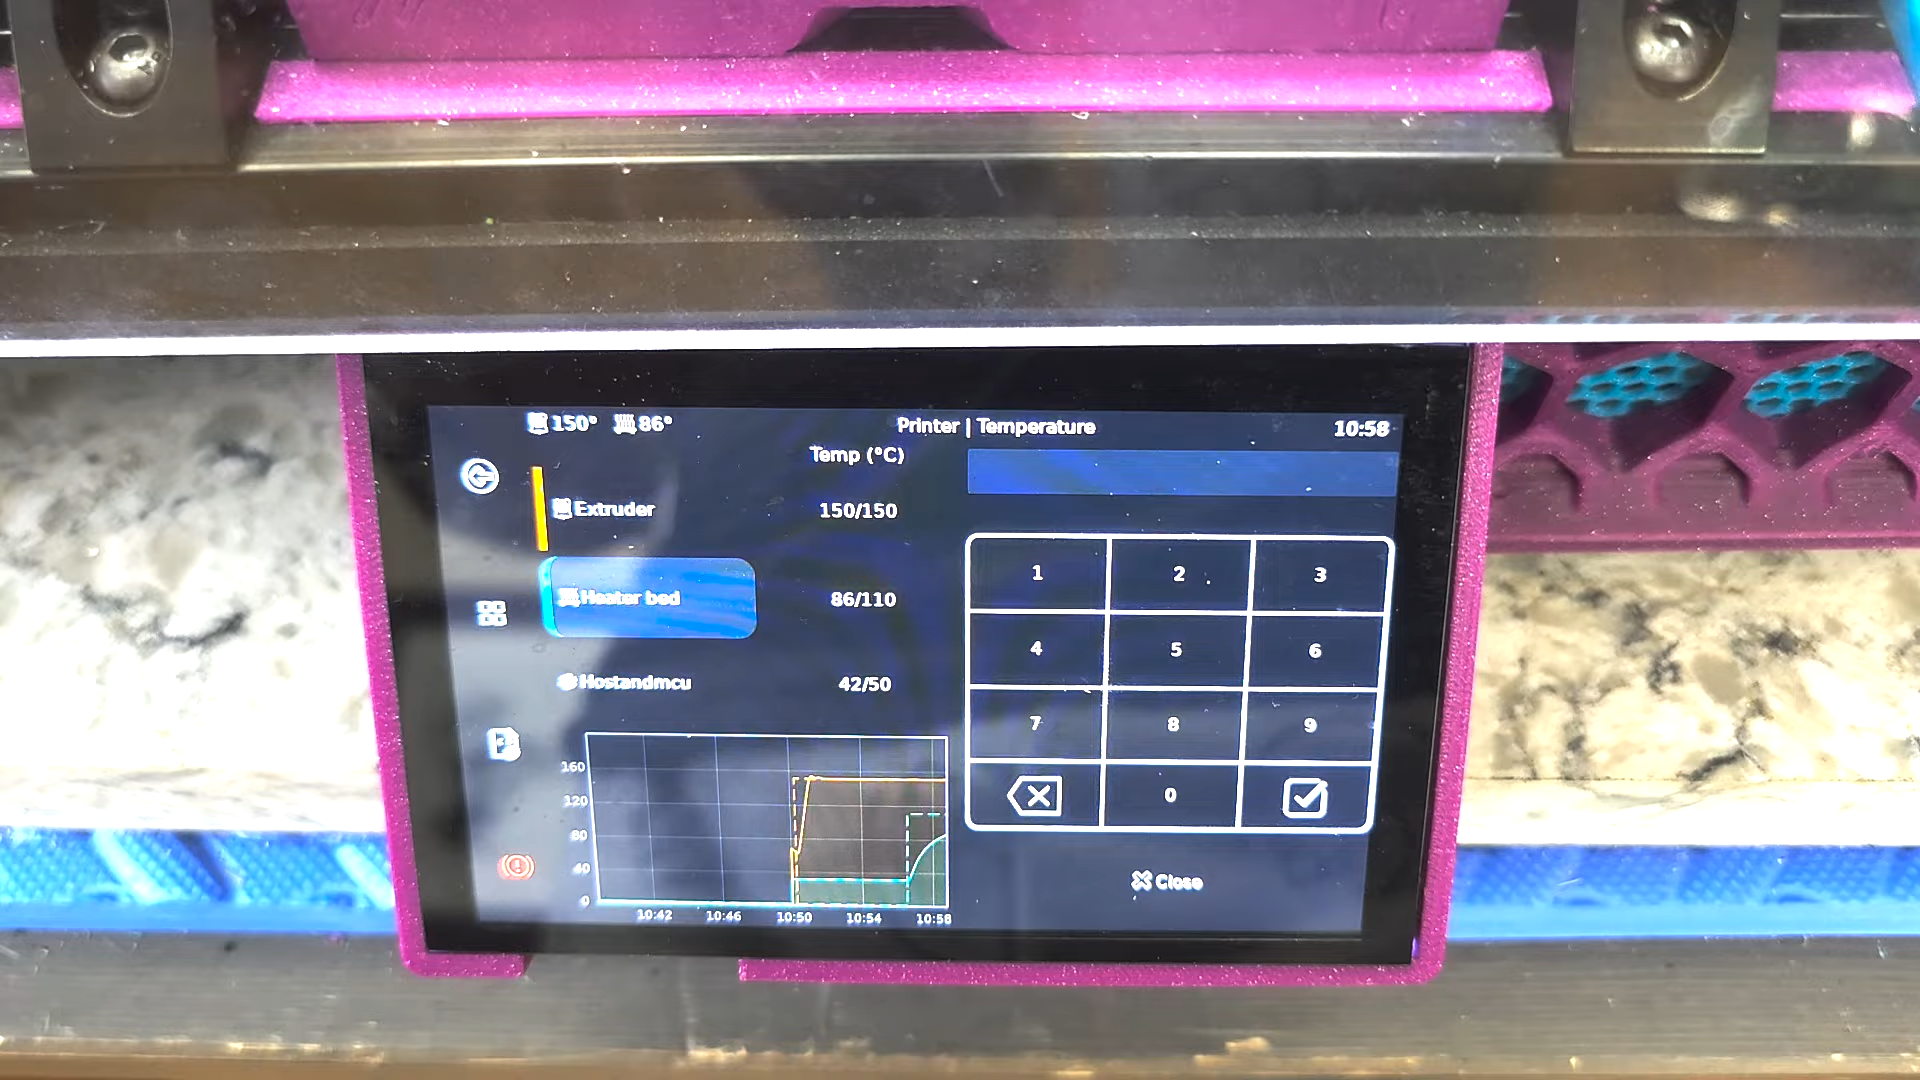 150° 86° Printer | Temperature 10:58
Temp (°C)
Extruder 150/150
Heater bed 86/110
Hostandmcu 42/50
1 2 3
4 5 6
7 8 9
0
160
120
80
40
0
10:42 10:46 10:50 10:54 10:58
Close